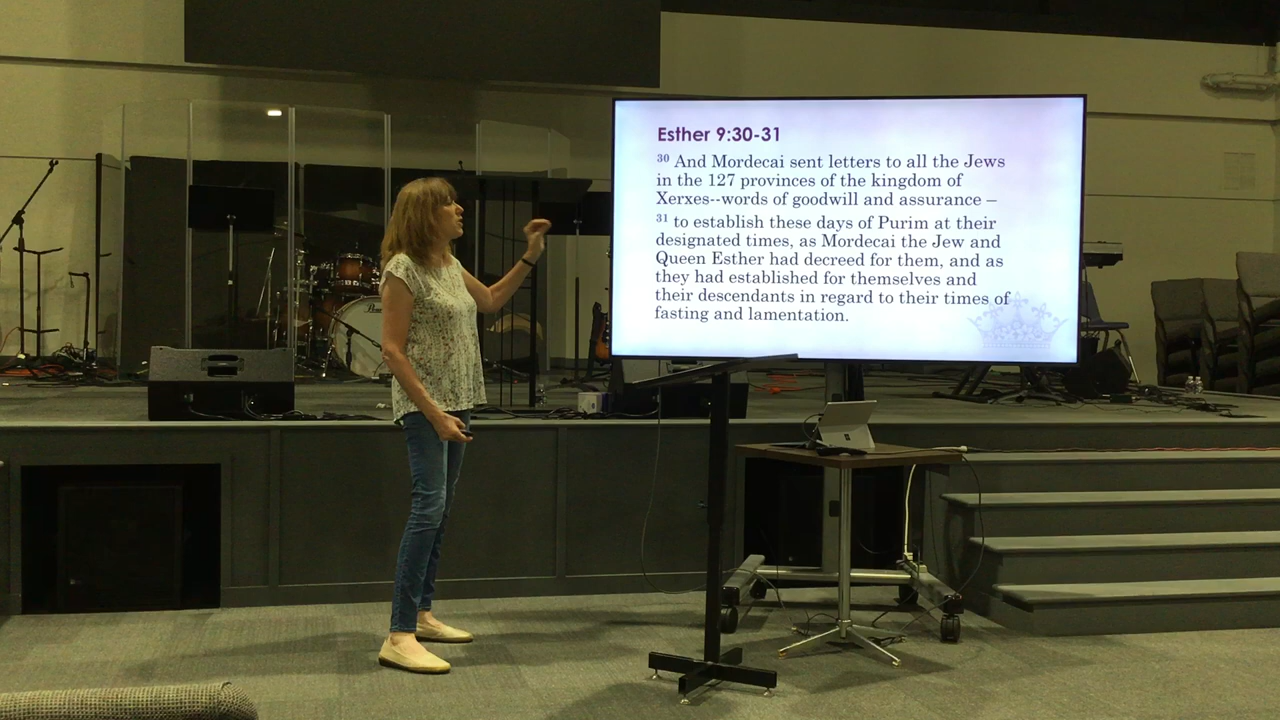 Esther 9:30-31
30 And Mordecai sent letters to all the Jews
in the 127 provinces of the kingdom of
Xerxes--words of goodwill and assurance –
31 to establish these days of Purim at their
designated times, as Mordecai the Jew and
Queen Esther had decreed for them, and as
they had established for themselves and
their descendants in regard to their times of
fasting and lamentation.